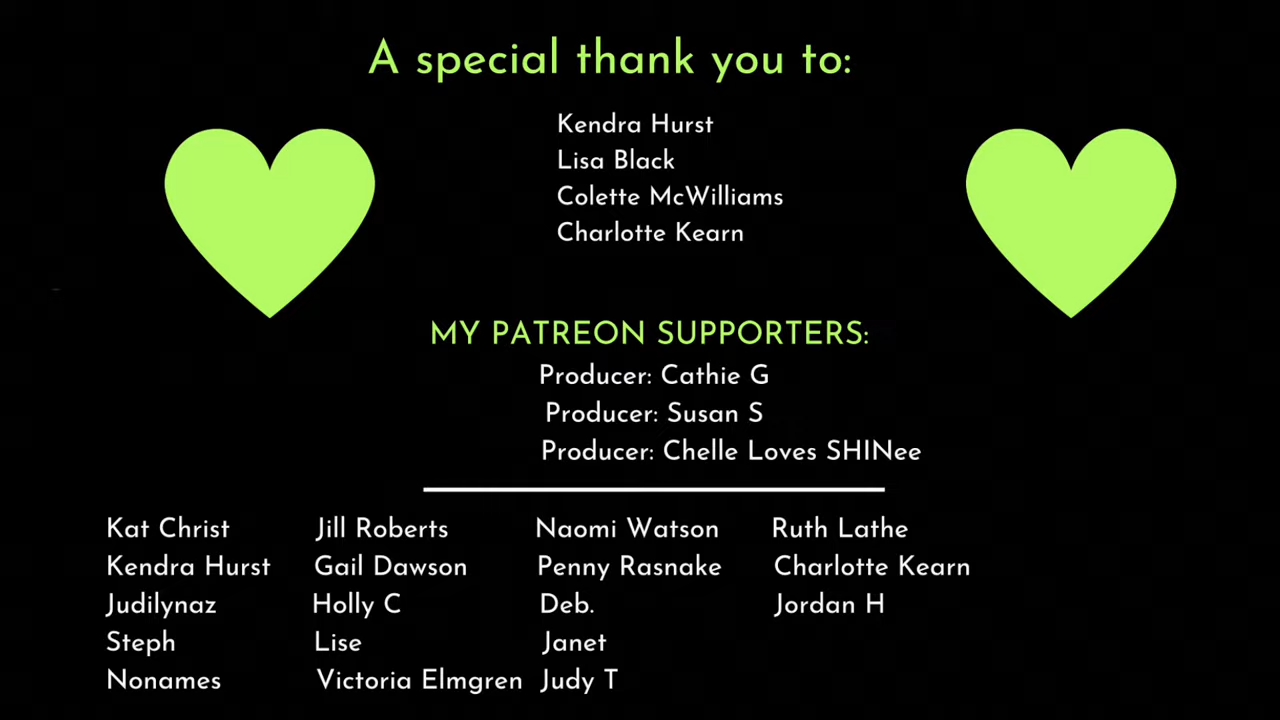 A special thank you to:
Kendra Hurst
Lisa Black
Colette McWilliams
Charlotte Kearn
MY PATREON SUPPORTERS:
Producer: Cathie G
Producer: Susan S
Producer: Chelle Loves SHINee
Kat Christ Jill Roberts Naomi Watson Ruth Lathe
Kendra Hurst Gail Dawson Penny Rasnake Charlotte Kearn
Judilynaz Holly C Deb. Jordan H
Steph Lise Janet
Nonames Victoria Elmgren Judy T